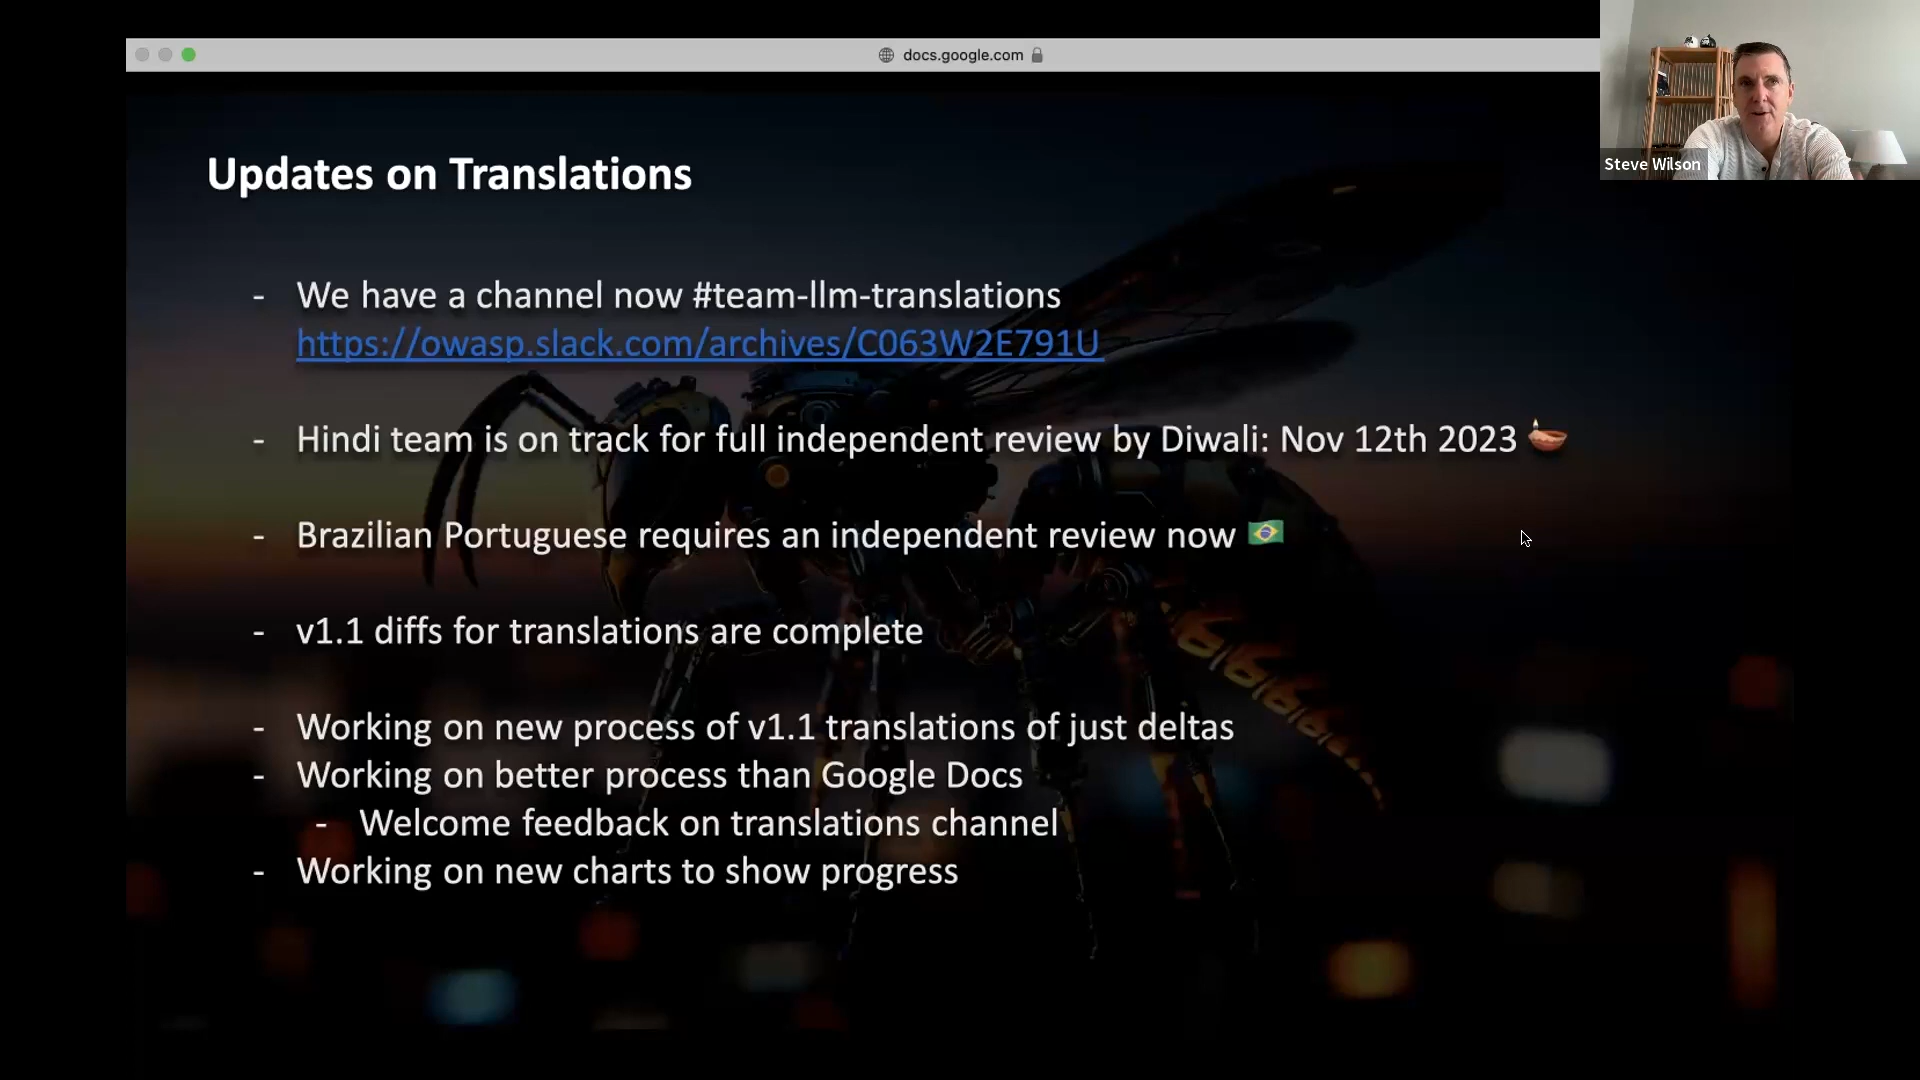 docs.google.com
Steve Wilson
Updates on Translations
- We have a channel now #team-llm-translations
https://owasp.slack.com/archives/C063W2E791U
- Hindi team is on track for full independent review by Diwali: Nov 12th 2023 🪔
- Brazilian Portuguese requires an independent review now 🇧🇷
- v1.1 diffs for translations are complete
- Working on new process of v1.1 translations of just deltas
- Working on better process than Google Docs
- Welcome feedback on translations channel
- Working on new charts to show progress